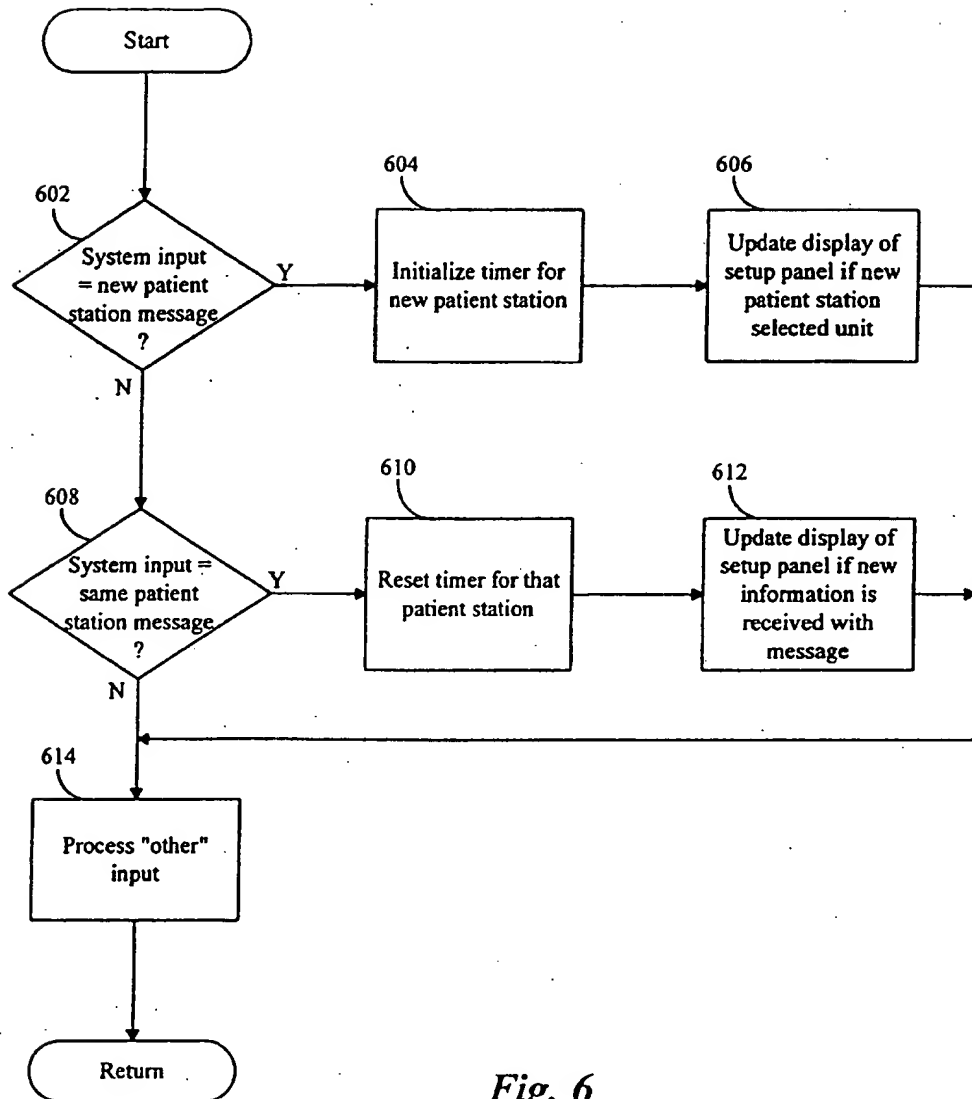 Start
602
System input
= new patient
station message
?
Y
N
604
Initialize timer for
new patient station
606
Update display of
setup panel if new
patient station
selected unit
608
System input =
same patient
station message
?
Y
N
610
Reset timer for that
patient station
612
Update display of
setup panel if new
information is
received with
message
614
Process "other"
input
Return
Fig. 6